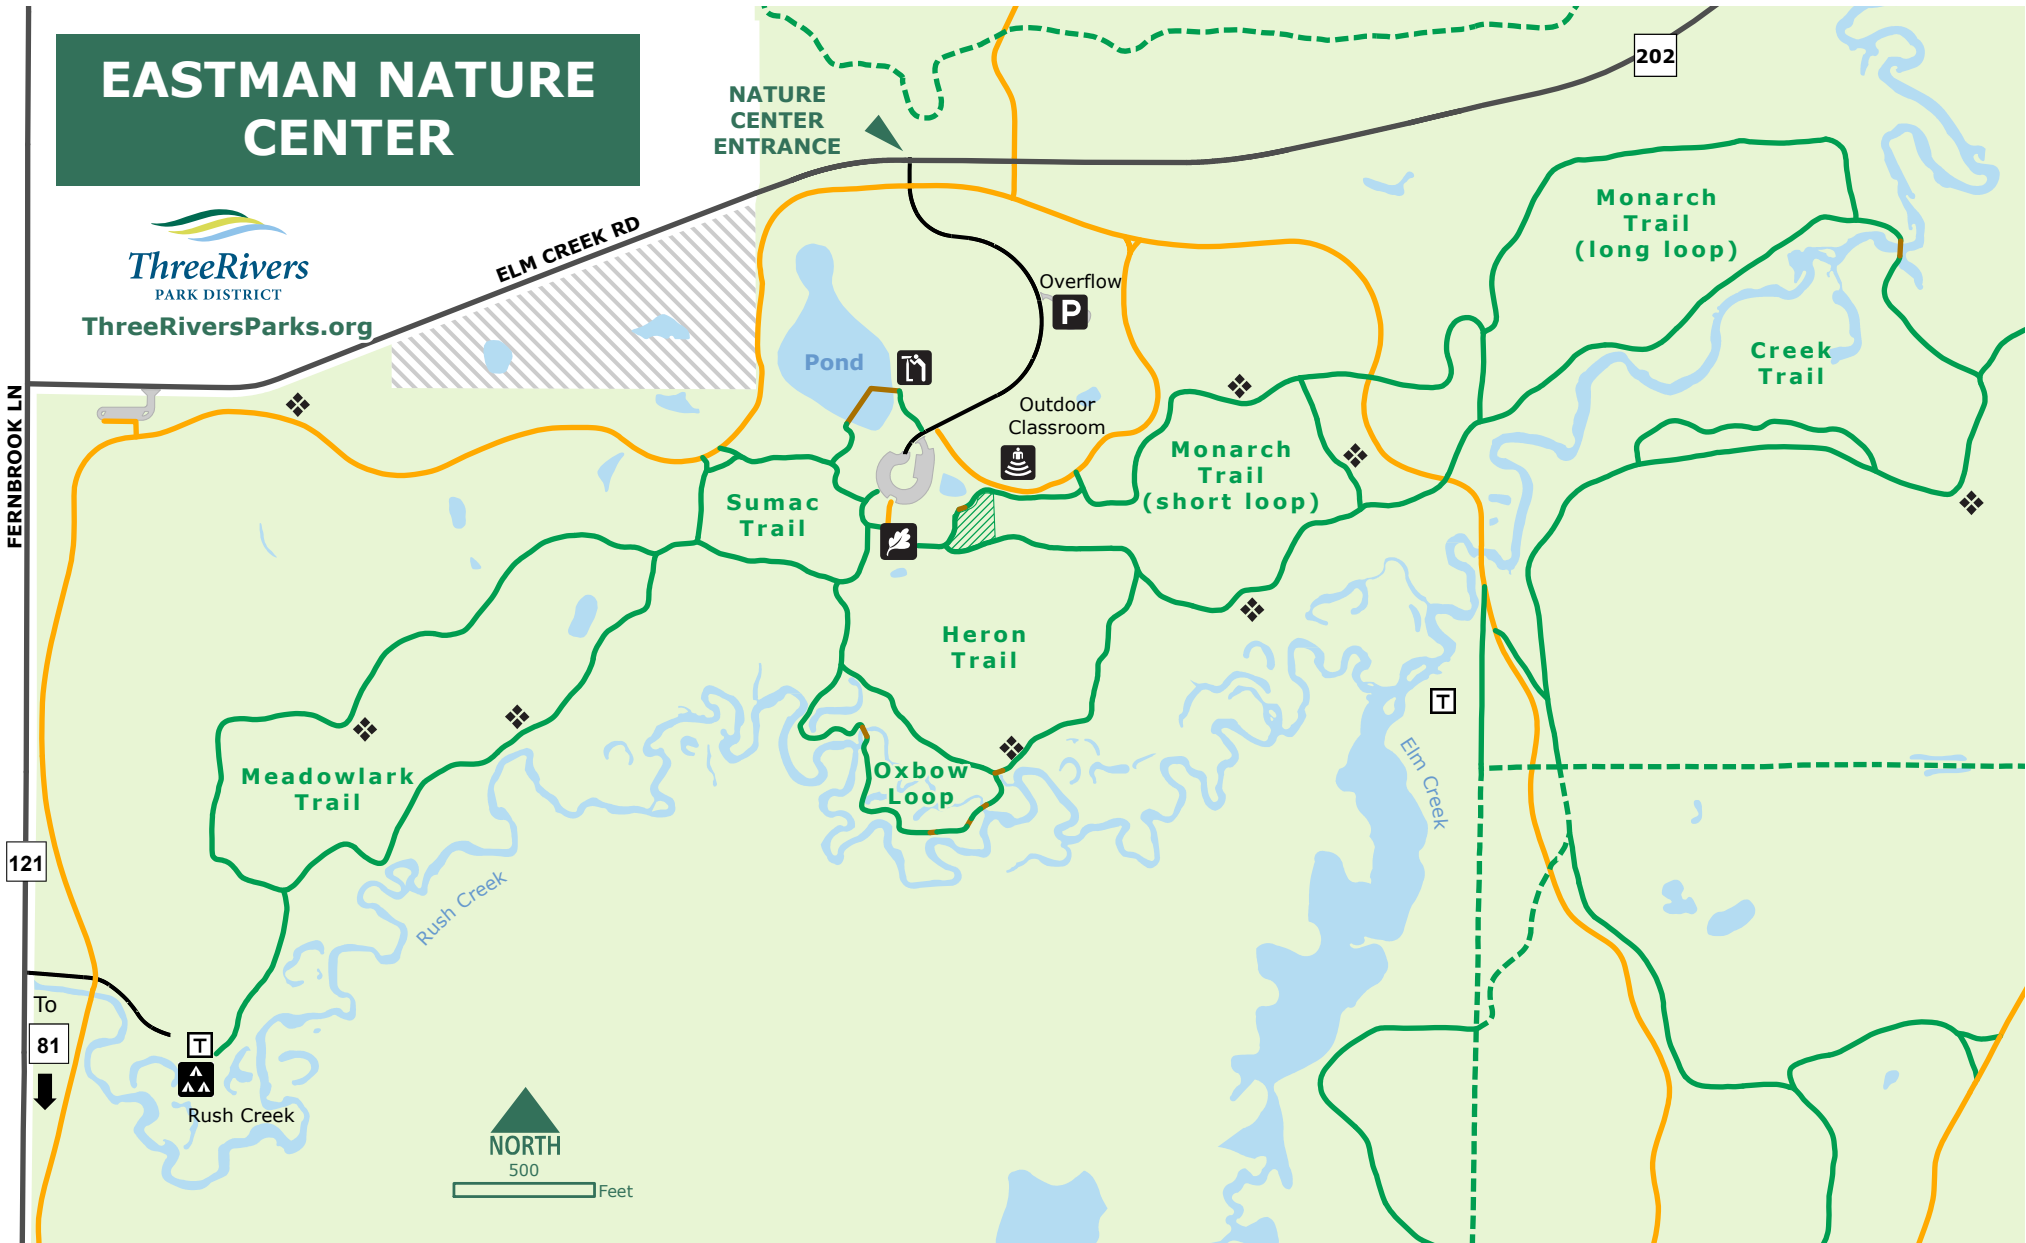 EASTMAN NATURE
CENTER
ThreeRivers
PARK DISTRICT
ThreeRiversParks.org
NATURE
CENTER
ENTRANCE
202
ELM CREEK RD
Monarch
Trail
(long loop)
Overflow
P
Pond
Creek
Trail
FERNBROOK LN
Outdoor
Classroom
Monarch
Trail
(short loop)
Sumac
Trail
Heron
Trail
T
Meadowlark
Trail
Oxbow
Loop
Elm Creek
121
Rush Creek
To
81
T
Rush Creek
NORTH
500
Feet